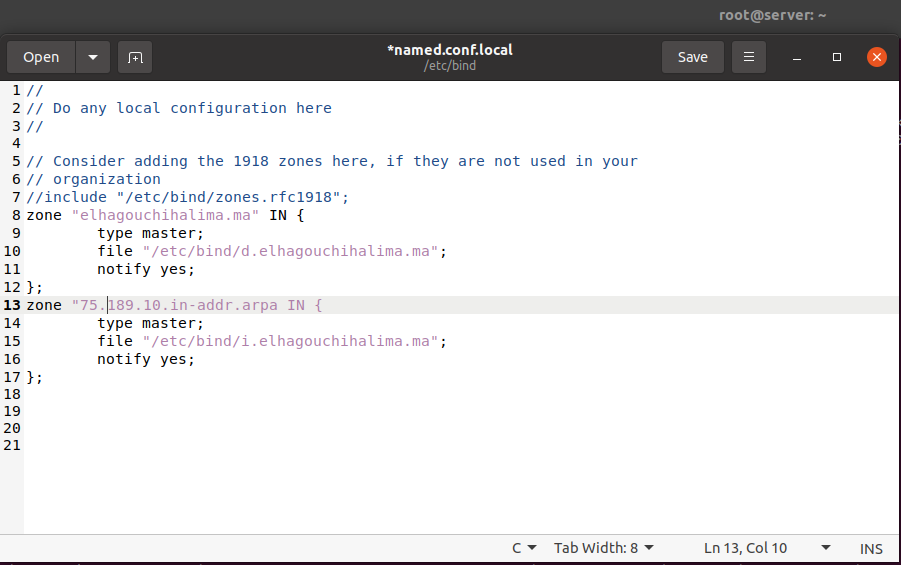 root@server: ~
Open
*named.conf.local
/etc/bind
Save
1 //
2 // Do any local configuration here
3 //
4
5 // Consider adding the 1918 zones here, if they are not used in your
6 // organization
7 //include "/etc/bind/zones.rfc1918";
8 zone "elhagouchihalima.ma" IN {
9         type master;
10         file "/etc/bind/d.elhagouchihalima.ma";
11         notify yes;
12 };
13 zone "75.189.10.in-addr.arpa IN {
14         type master;
15         file "/etc/bind/i.elhagouchihalima.ma";
16         notify yes;
17 };
18
19
20
21
C Tab Width: 8 Ln 13, Col 10 INS